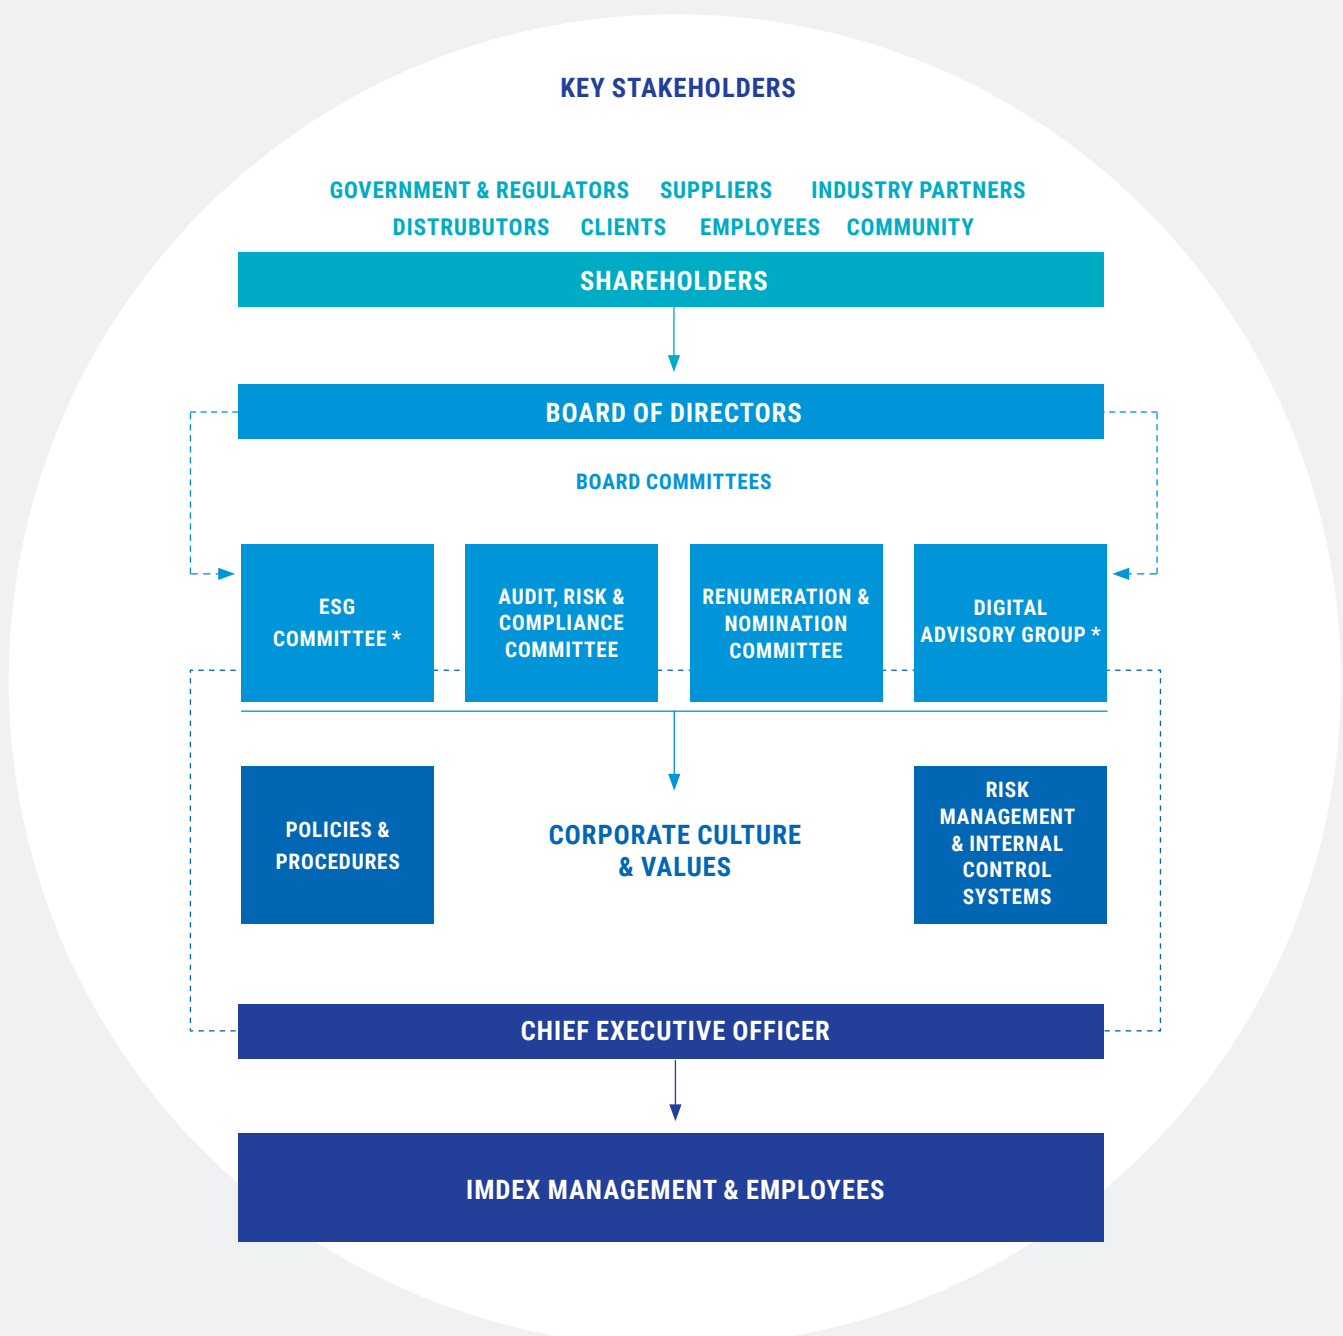 KEY STAKEHOLDERS
GOVERNMENT & REGULATORS SUPPLIERS INDUSTRY PARTNERS
DISTRUBUTORS CLIENTS EMPLOYEES COMMUNITY
SHAREHOLDERS
BOARD OF DIRECTORS
BOARD COMMITTEES
ESG
COMMITTEE *
AUDIT, RISK &
COMPLIANCE
COMMITTEE
RENUMERATION &
NOMINATION
COMMITTEE
DIGITAL
ADVISORY GROUP *
POLICIES &
PROCEDURES
CORPORATE CULTURE
& VALUES
RISK
MANAGEMENT
& INTERNAL
CONTROL
SYSTEMS
CHIEF EXECUTIVE OFFICER
IMDEX MANAGEMENT & EMPLOYEES